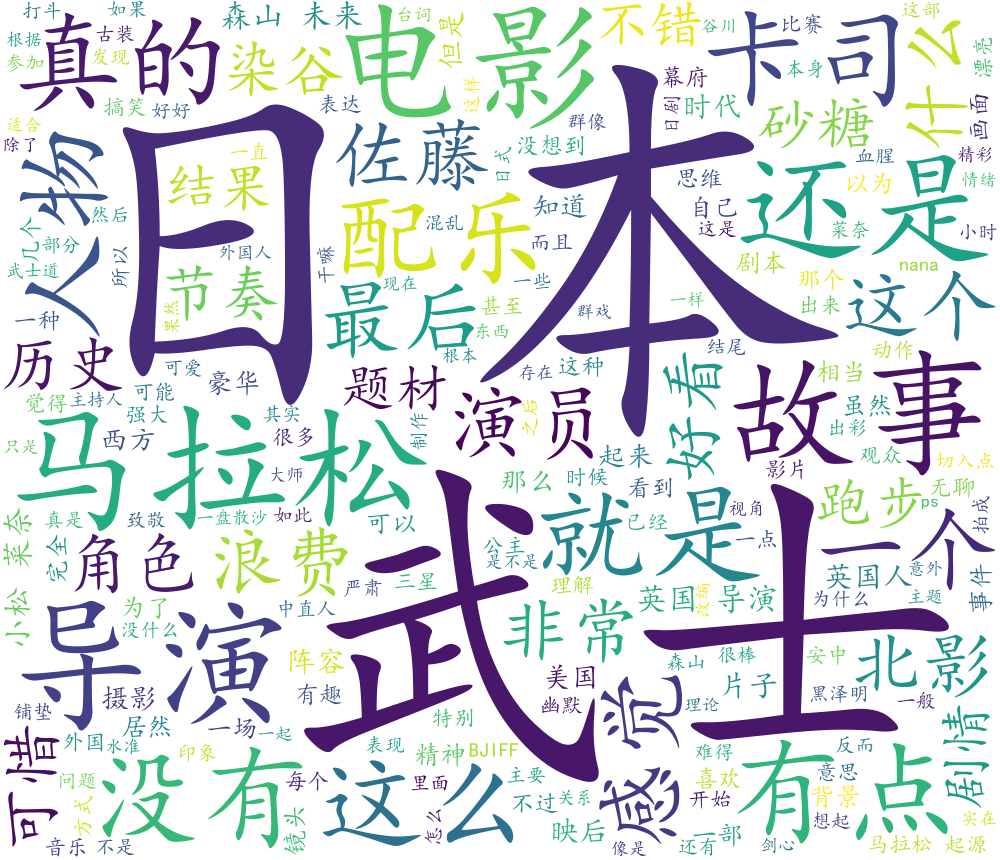 打斗
如果
森山 未来
台词
不错
谷川
比赛
这部
根据
古装
真的
电影
但是
卡司
什么
漂亮
参加
发现
染谷
这样
幕府
本身
画面
搞笑
好好
表达
日剧
时代
砂糖
适合
除了
人物
日本
佐藤
群像
没想到
血腥
精彩
结果
一直
日式
思维
还是
以为
情绪
然后
配乐
混乱
知道
自己
这是
菜奈
小时
几个
部分
外国人
而且
剧本
那个
nana
武士道
所以
节奏
干嘛
现在
一些
出来
这个
一种
果然
最后
甚至
群戏
一样
东西
历史
可爱
豪华
根本
结尾
动作
题材
存在
这种
好看
故事
相当
觉得
主持人
可能
虽然
强大
其实
制作
演员
之后
出彩
只是
马拉松
西方
很多
起来
影片
观众
切入点
大师
那么
时候
看到
跑步
无聊
ps
菜奈
真是
致敬
一盘散沙
如此
可以
就是
已经
视角
一点
一个
拍成
完全
角色
浪费
公主
是不是
英国人
意外
小松
严肃
三星
理解
英国
改编
导演
为什么
主题
事件
为了
没什么
中直人
非常
导演
阵容
武士
森山
很棒
安中
北影
美国
理论
片子
黑泽明
一般
铺垫
摄影
有趣
幽默
居然
一场
一起
特别
感觉
剧情
可惜
外国
水准
印象
表现
精神
BJIFF
难得
反而
问题
没有
每个
这么
里面
主要
喜欢
有点
意思
方式
不过
关系
开始
背景
实在
镜头
怎么
映后
一部
想起
音乐
不是
像是
还有
剑心
马拉松
起源